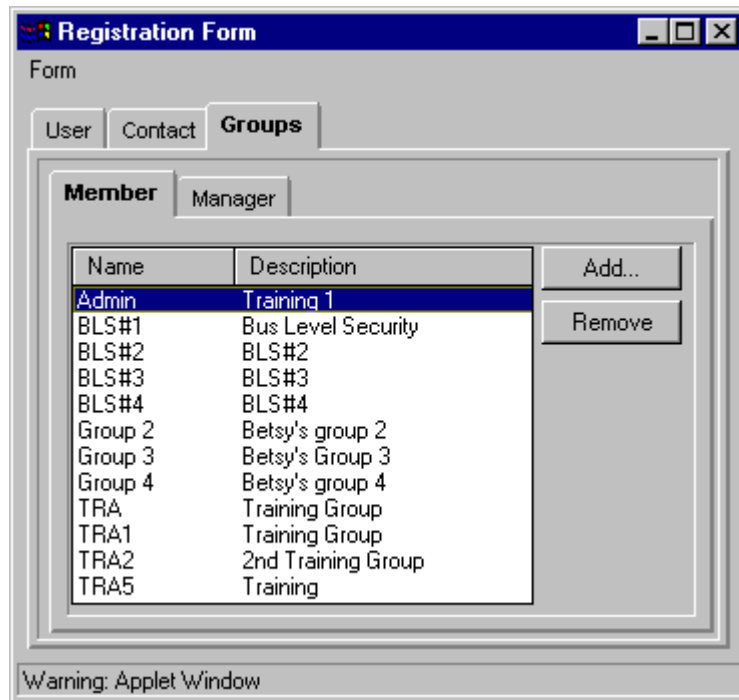 Registration Form
Form
User Contact Groups
Member Manager
Name Description Add...
Admin Training 1
BLS#1 Bus Level Security Remove
BLS#2 BLS#2
BLS#3 BLS#3
BLS#4 BLS#4
Group 2 Betsy's group 2
Group 3 Betsy's Group 3
Group 4 Betsy's group 4
TRA Training Group
TRA1 Training Group
TRA2 2nd Training Group
TRA5 Training
Warning: Applet Window